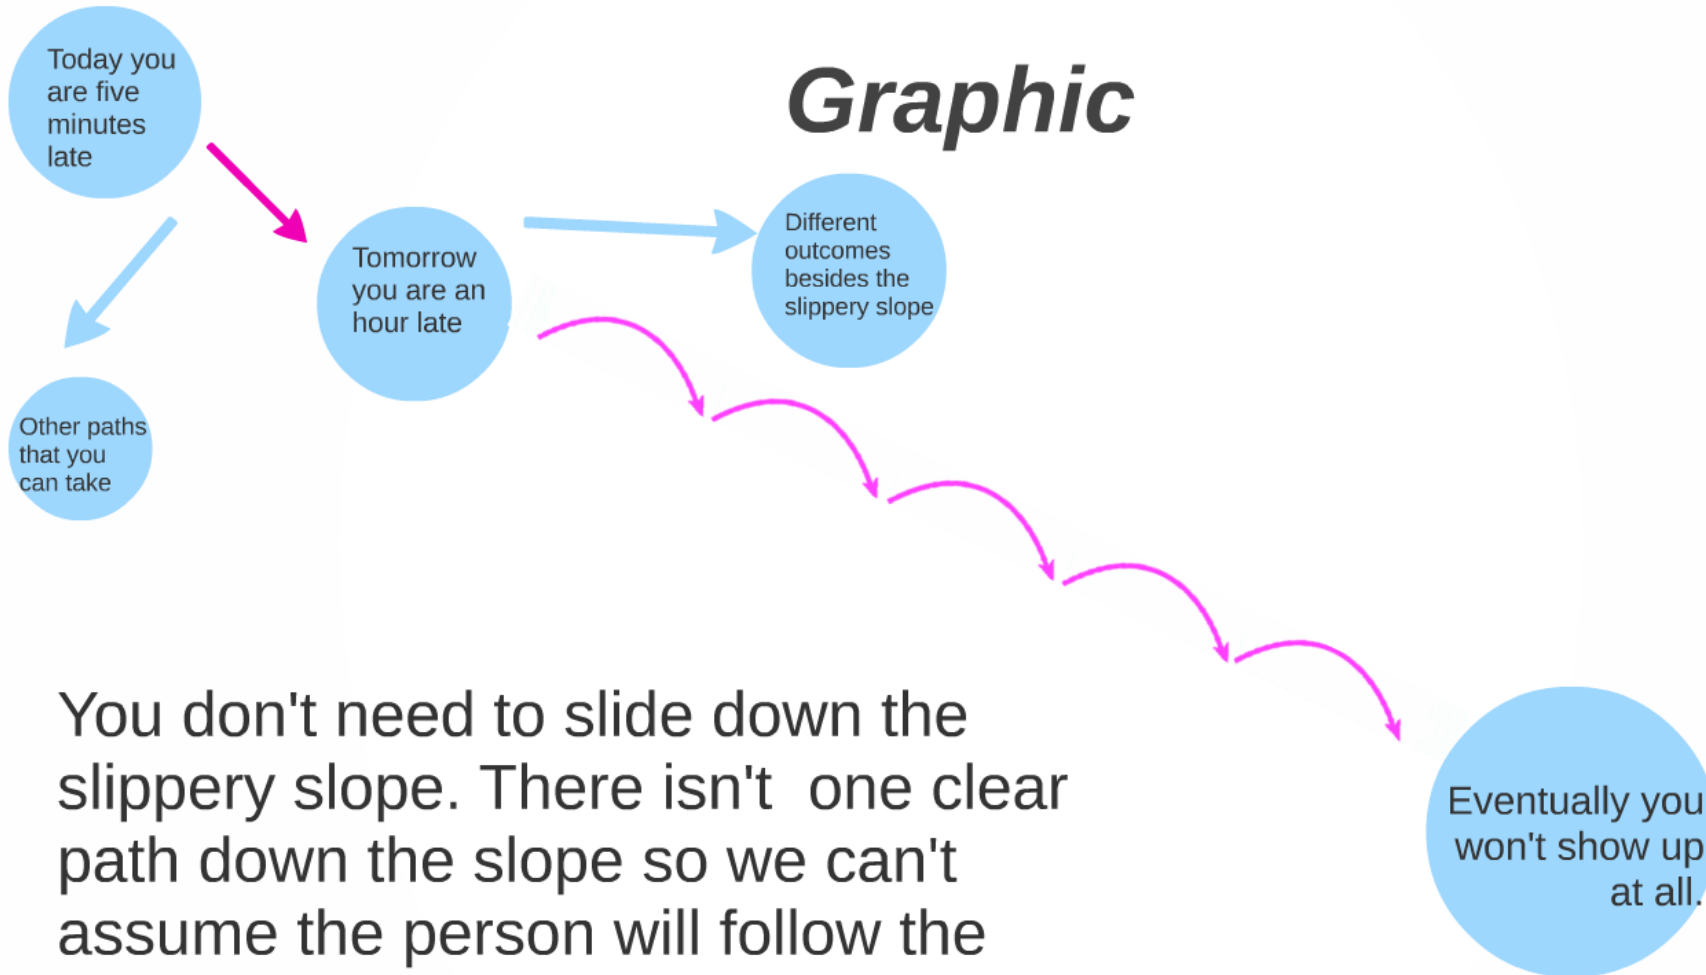 Today you
are five
minutes
late
Graphic
Tomorrow
you are an
hour late
Different
outcomes
besides the
slippery slope
Other paths
that you
can take
You don't need to slide down the
slippery slope. There isn't one clear
path down the slope so we can't
assume the person will follow the
Eventually you
won't show up
at all.